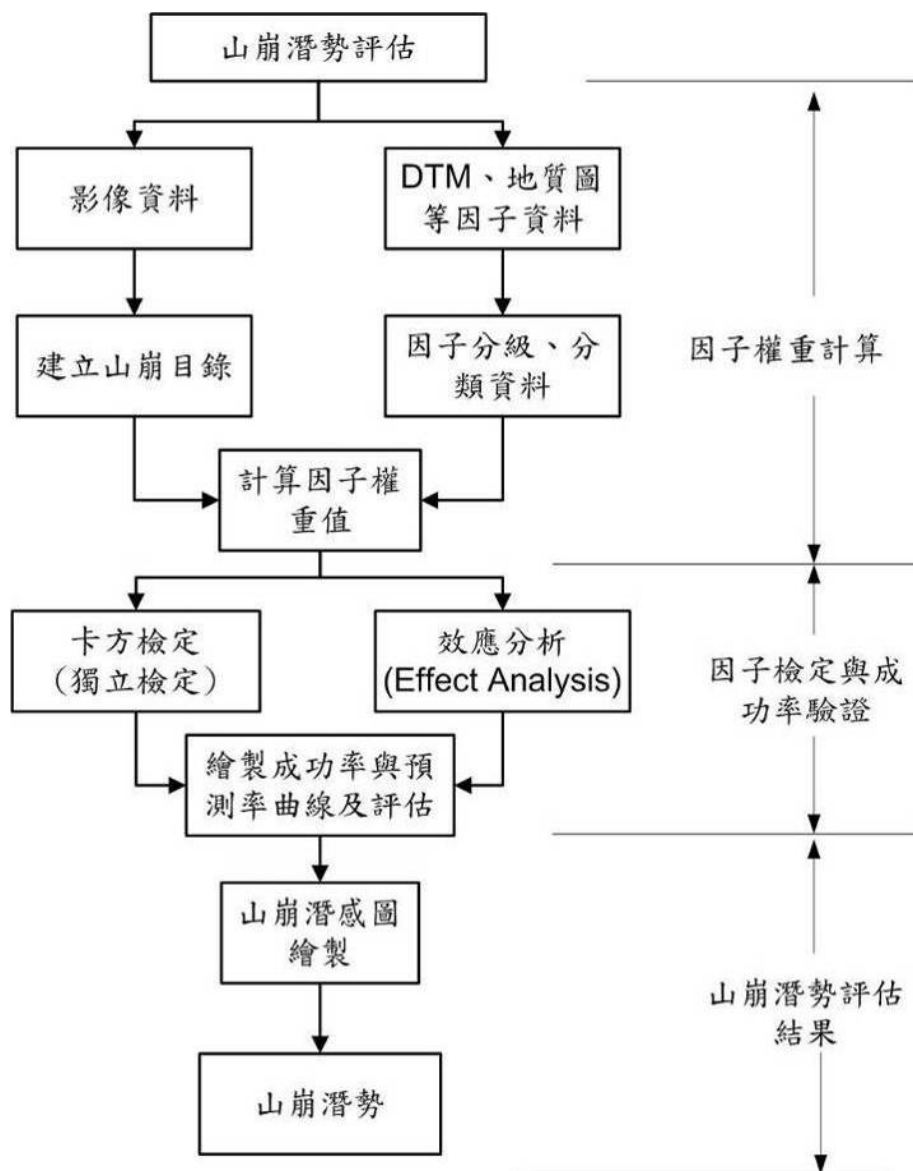 山崩潛勢評估
影像資料
DTM、地質圖
等因子資料
建立山崩目錄
因子分級、分
類資料
因子權重計算
計算因子權
重值
卡方檢定
(獨立檢定)
效應分析
(Effect Analysis)
因子檢定與成
功率驗證
繪製成功率與預
測率曲線及評估
山崩潛感圖
繪製
山崩潛勢評估
結果
山崩潛勢